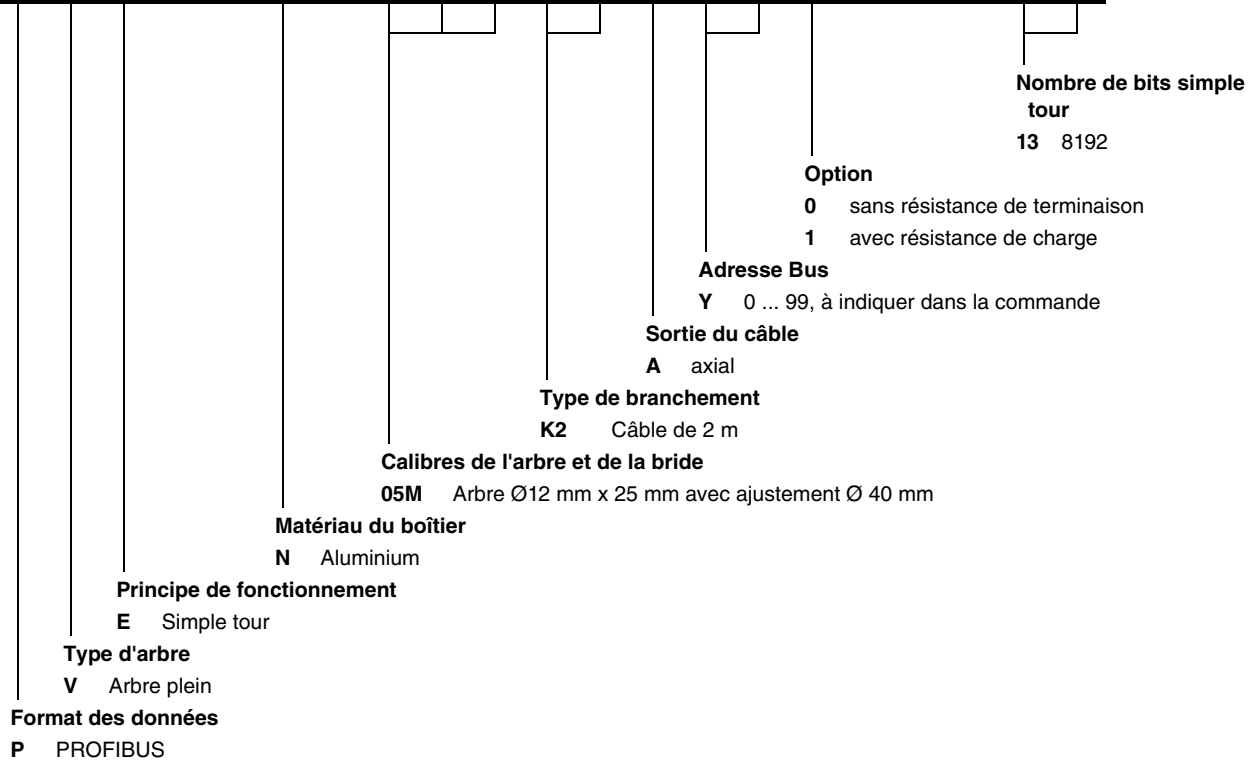 Nombre de bits simple
tour
13 8192
Option
0 sans résistance de terminaison
1 avec résistance de charge
Adresse Bus
Y 0 ... 99, à indiquer dans la commande
Sortie du câble
A axial
Type de branchement
K2 Câble de 2 m
Calibres de l'arbre et de la bride
05M Arbre Ø12 mm x 25 mm avec ajustement Ø 40 mm
Matériau du boîtier
N Aluminium
Principe de fonctionnement
E Simple tour
Type d'arbre
V Arbre plein
Format des données
P PROFIBUS